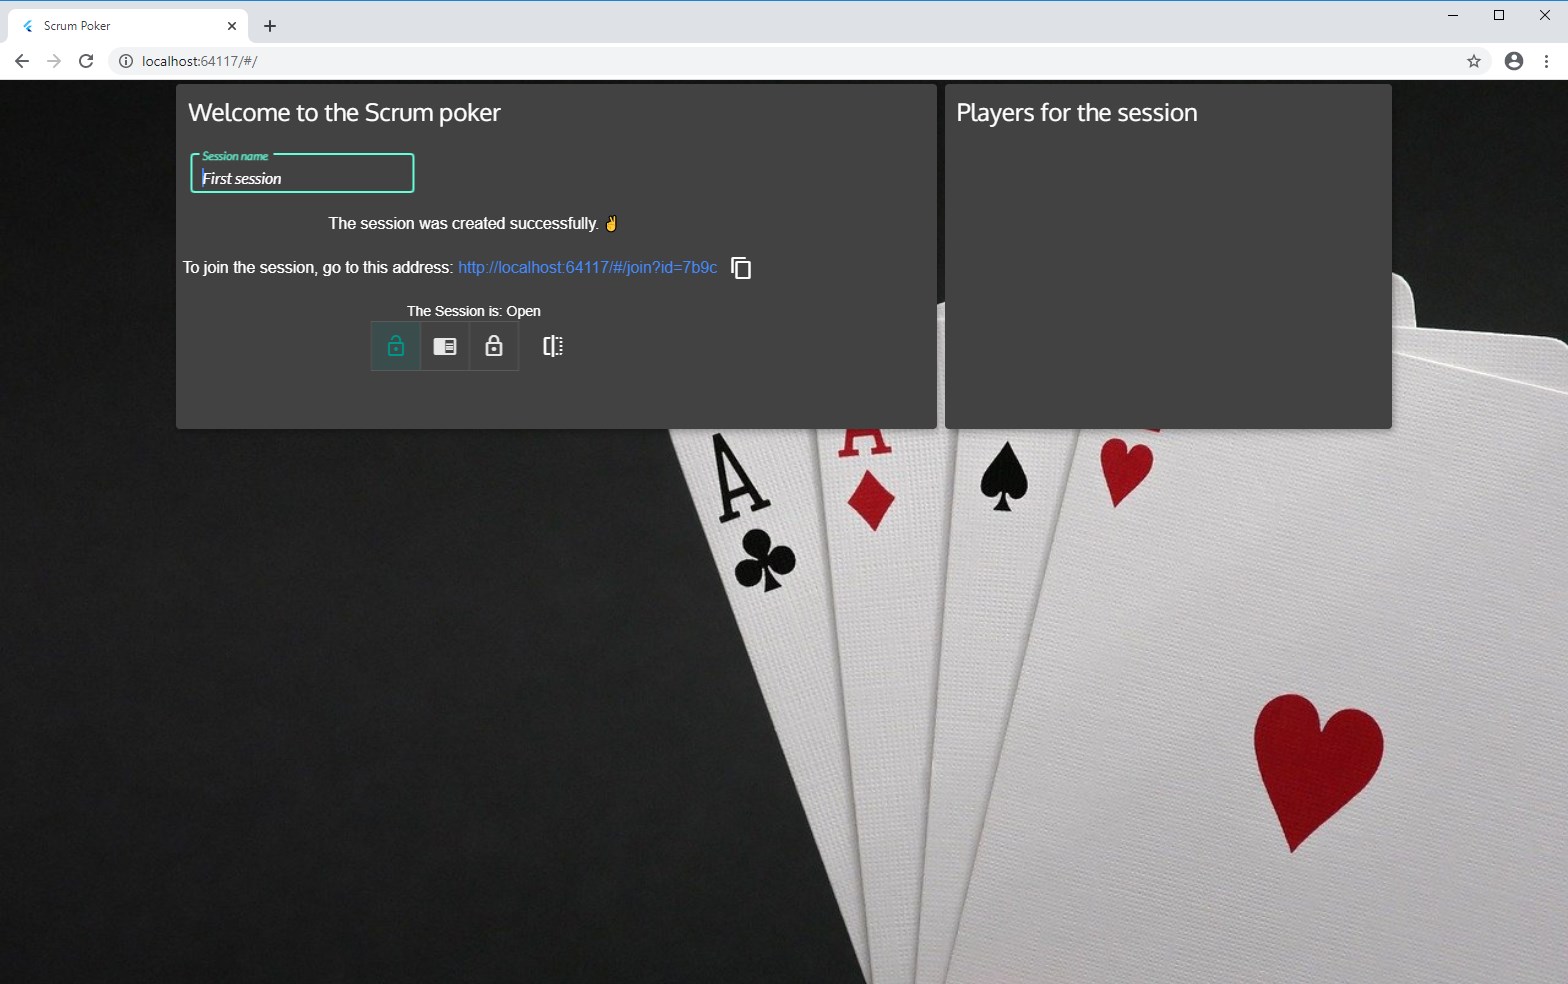 Scrum Poker
localhost:64117/#/
Welcome to the Scrum poker
Session name
First session
The session was created successfully. ✌
To join the session, go to this address: http://localhost:64117/#/join?id=7b9c
The Session is: Open
Players for the session
A
A